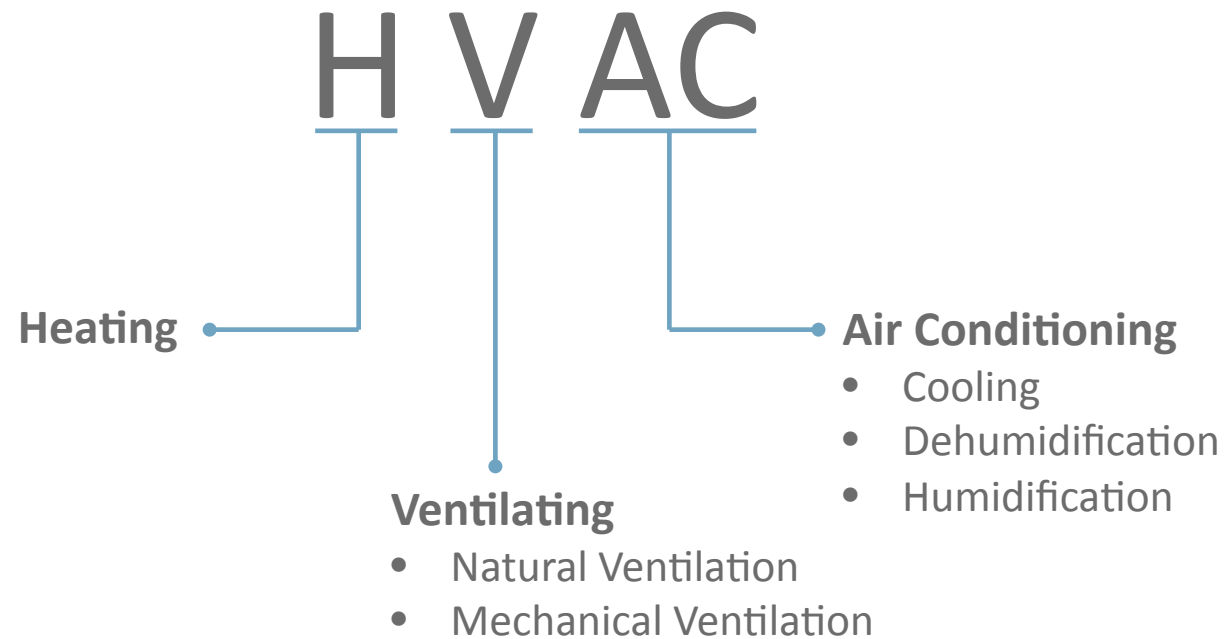 H V AC
Heating
Ventilating
• Natural Ventilation
• Mechanical Ventilation
Air Conditioning
• Cooling
• Dehumidification
• Humidification